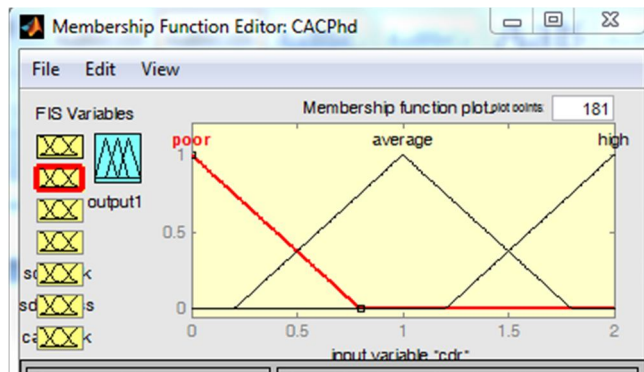 Membership Function Editor: CACPhd
File Edit View
FIS Variables
Membership function plots
plot points:
181
poor
average
high
output1
1
0.5
0
0
0.5
1
1.5
2
input variable "cdr"